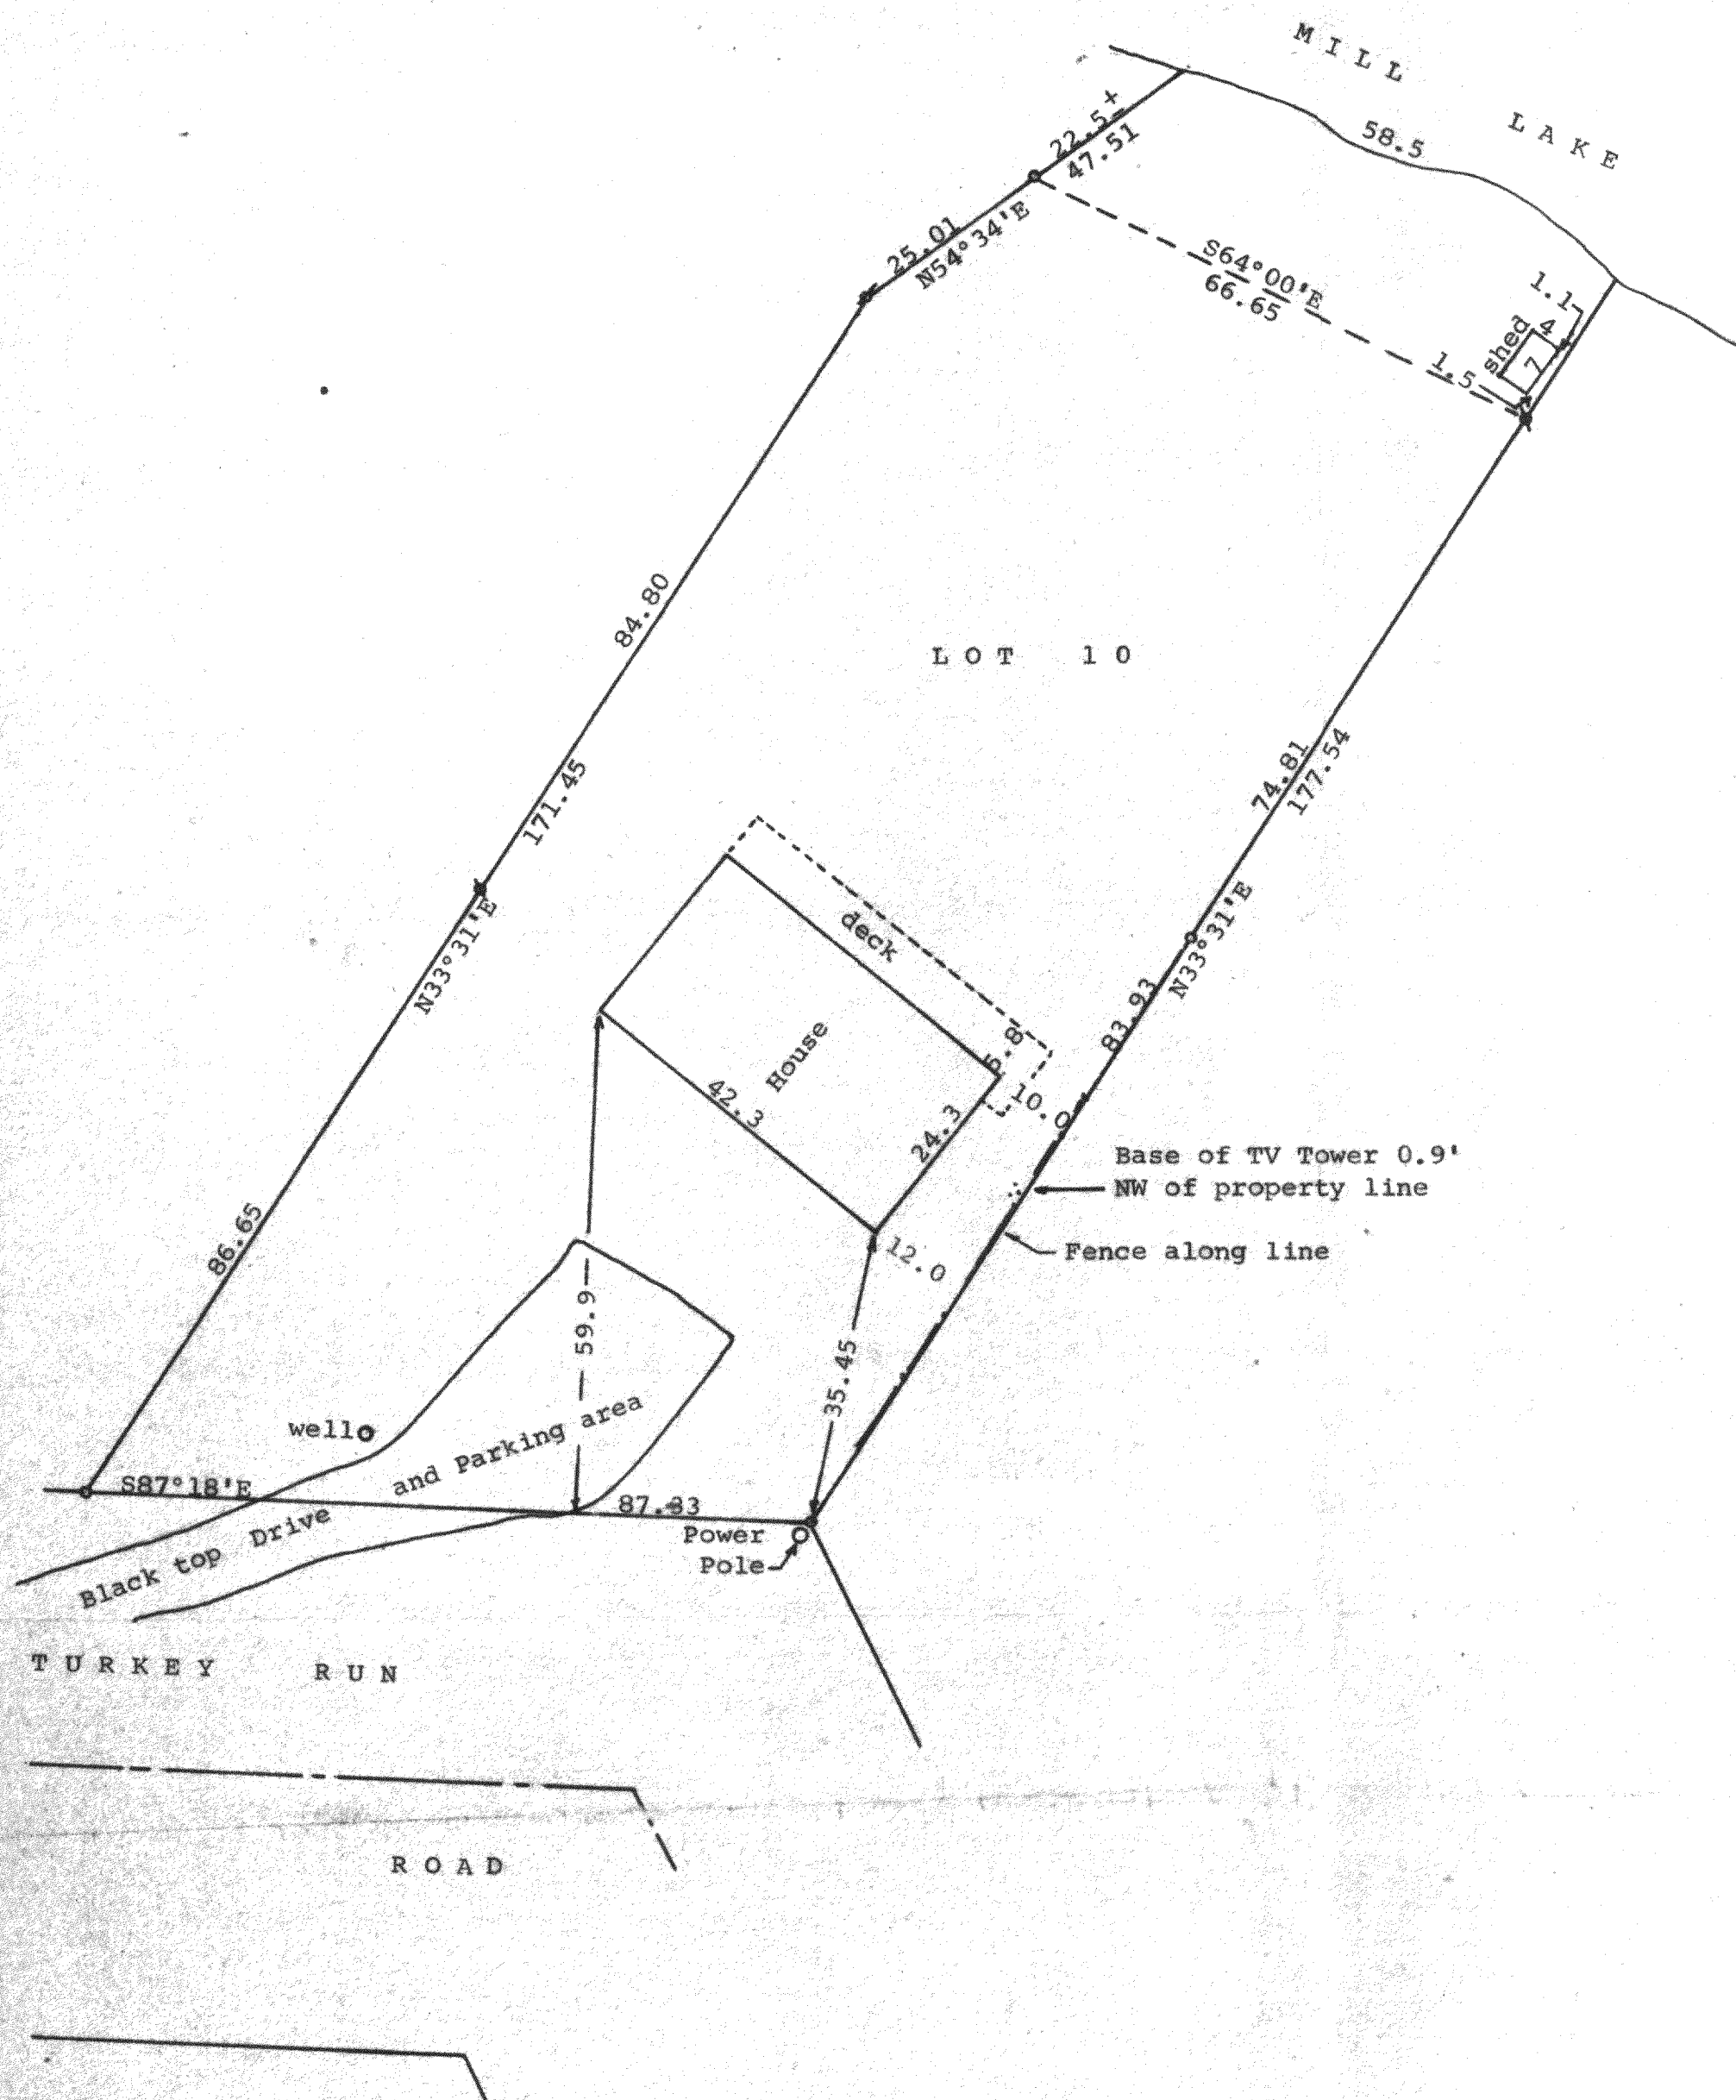 MILL LAKE
22.5±
47.51
58.5
25.01
N54°34'E
S64°00'E
66.65
1.1
shed
4
7
1.5
84.80
LOT 10
171.45
74.81
177.54
N33°31'E
deck
N33°31'E
83.93
House
5.8
42.3
10.0
24.3
Base of TV Tower 0.9'
NW of property line
86.65
12.0
Fence along line
59.9
35.45
well
and Parking area
S87°18'E
87.33
Black top Drive
Power
Pole
TURKEY RUN
ROAD